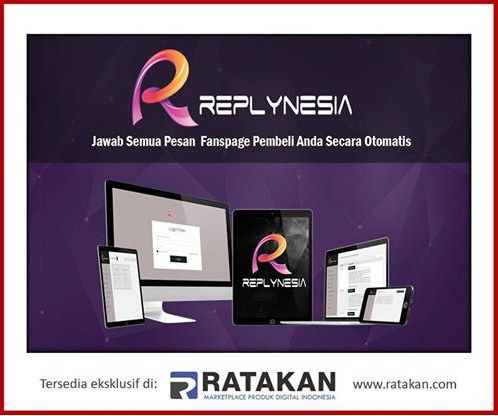 REPLYNESIA
Jawab Semua Pesan Fanspage Pembeli Anda Secara Otomatis
Login Now
REPLYNESIA
Tersedia eksklusif di:
RATAKAN
MARKETPLACE PRODUK DIGITAL INDONESIA
www.ratakan.com